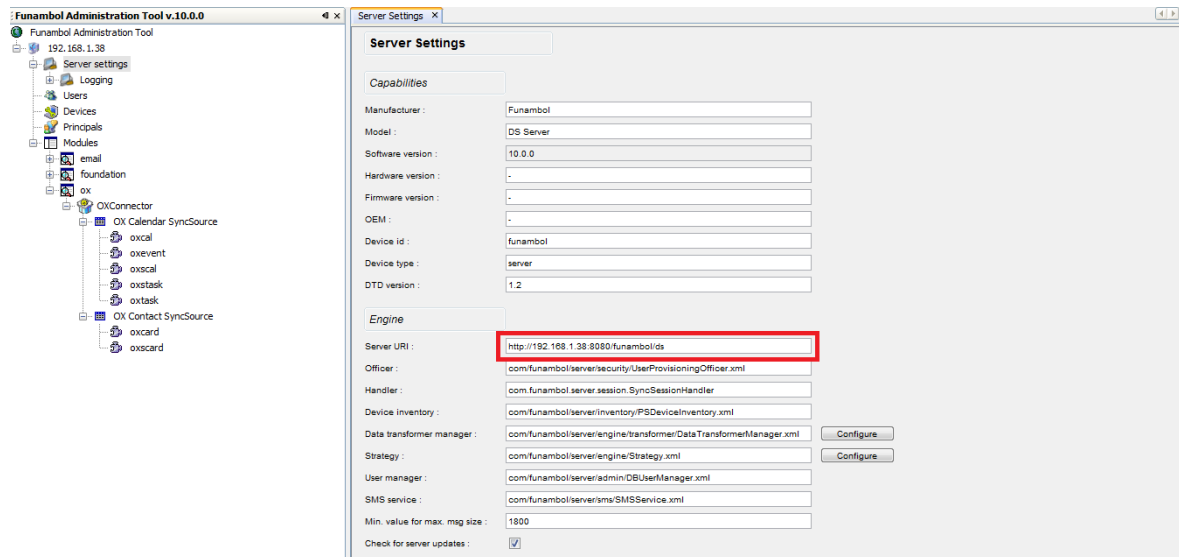 Funambol Administration Tool v.10.0.0
Funambol Administration Tool
192.168.1.38
Server settings
Logging
Users
Devices
Principals
Modules
email
foundation
ox
OXConnector
OX Calendar SyncSource
oxcal
oxevent
oxscal
oxstask
oxtask
OX Contact SyncSource
oxcard
oxscard
Server Settings
Server Settings
Capabilities
Manufacturer : Funambol
Model : DS Server
Software version : 10.0.0
Hardware version : -
Firmware version : -
OEM : -
Device id : funambol
Device type : server
DTD version : 1.2
Engine
Server URI : http://192.168.1.38:8080/funambol/ds
Officer : com/funambol/server/security/UserProvisioningOfficer.xml
Handler : com.funambol.server.session.SyncSessionHandler
Device inventory : com/funambol/server/inventory/PSDeviceInventory.xml
Data transformer manager : com/funambol/server/engine/transformer/DataTransformerManager.xml Configure
Strategy : com/funambol/server/engine/Strategy.xml Configure
User manager : com/funambol/server/admin/DBUserManager.xml
SMS service : com/funambol/server/sms/SMSService.xml
Min. value for max. msg size : 1800
Check for server updates :